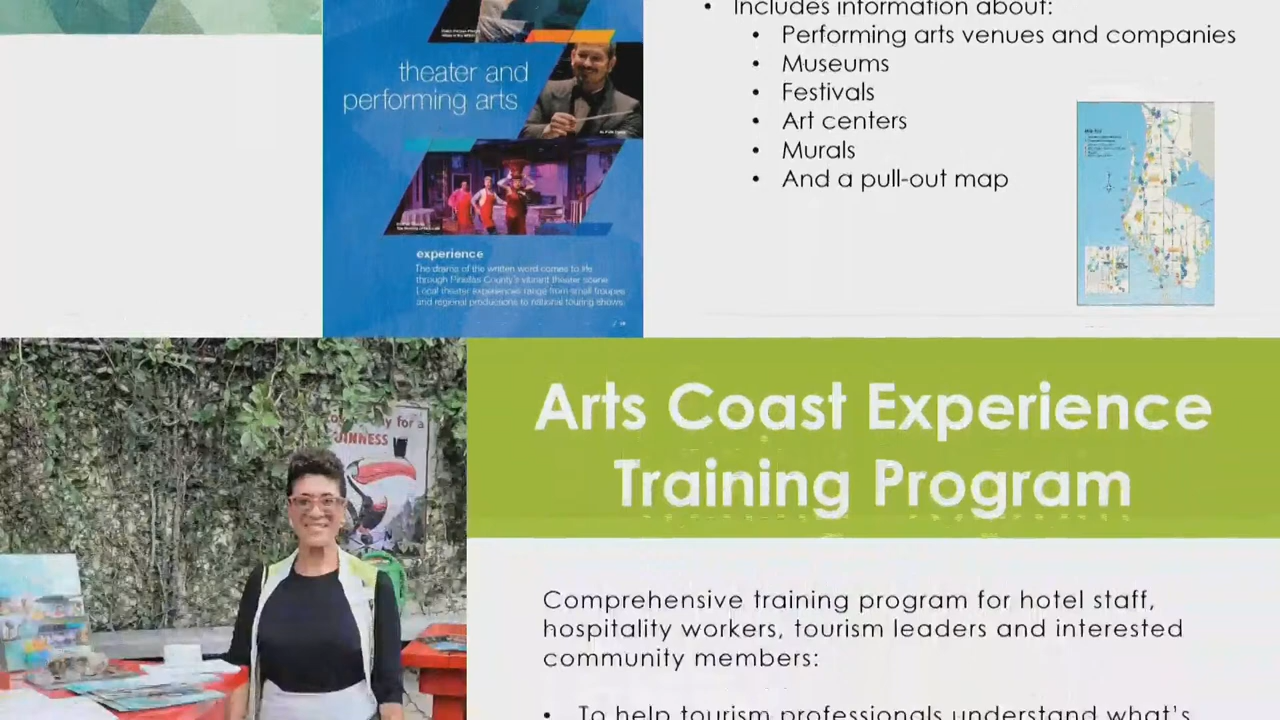 Includes information about:
• Performing arts venues and companies
• Museums
• Festivals
• Art centers
• Murals
• And a pull-out map
theater and
performing arts
experience
The drama of the written word comes to life
through Pinellas County's vibrant theater scene.
Local theater experiences range from small troupes
and regional productions to national touring shows.
Arts Coast Experience
Training Program
y for a
GUINNESS
Comprehensive training program for hotel staff,
hospitality workers, tourism leaders and interested
community members:
• To help tourism professionals understand what's